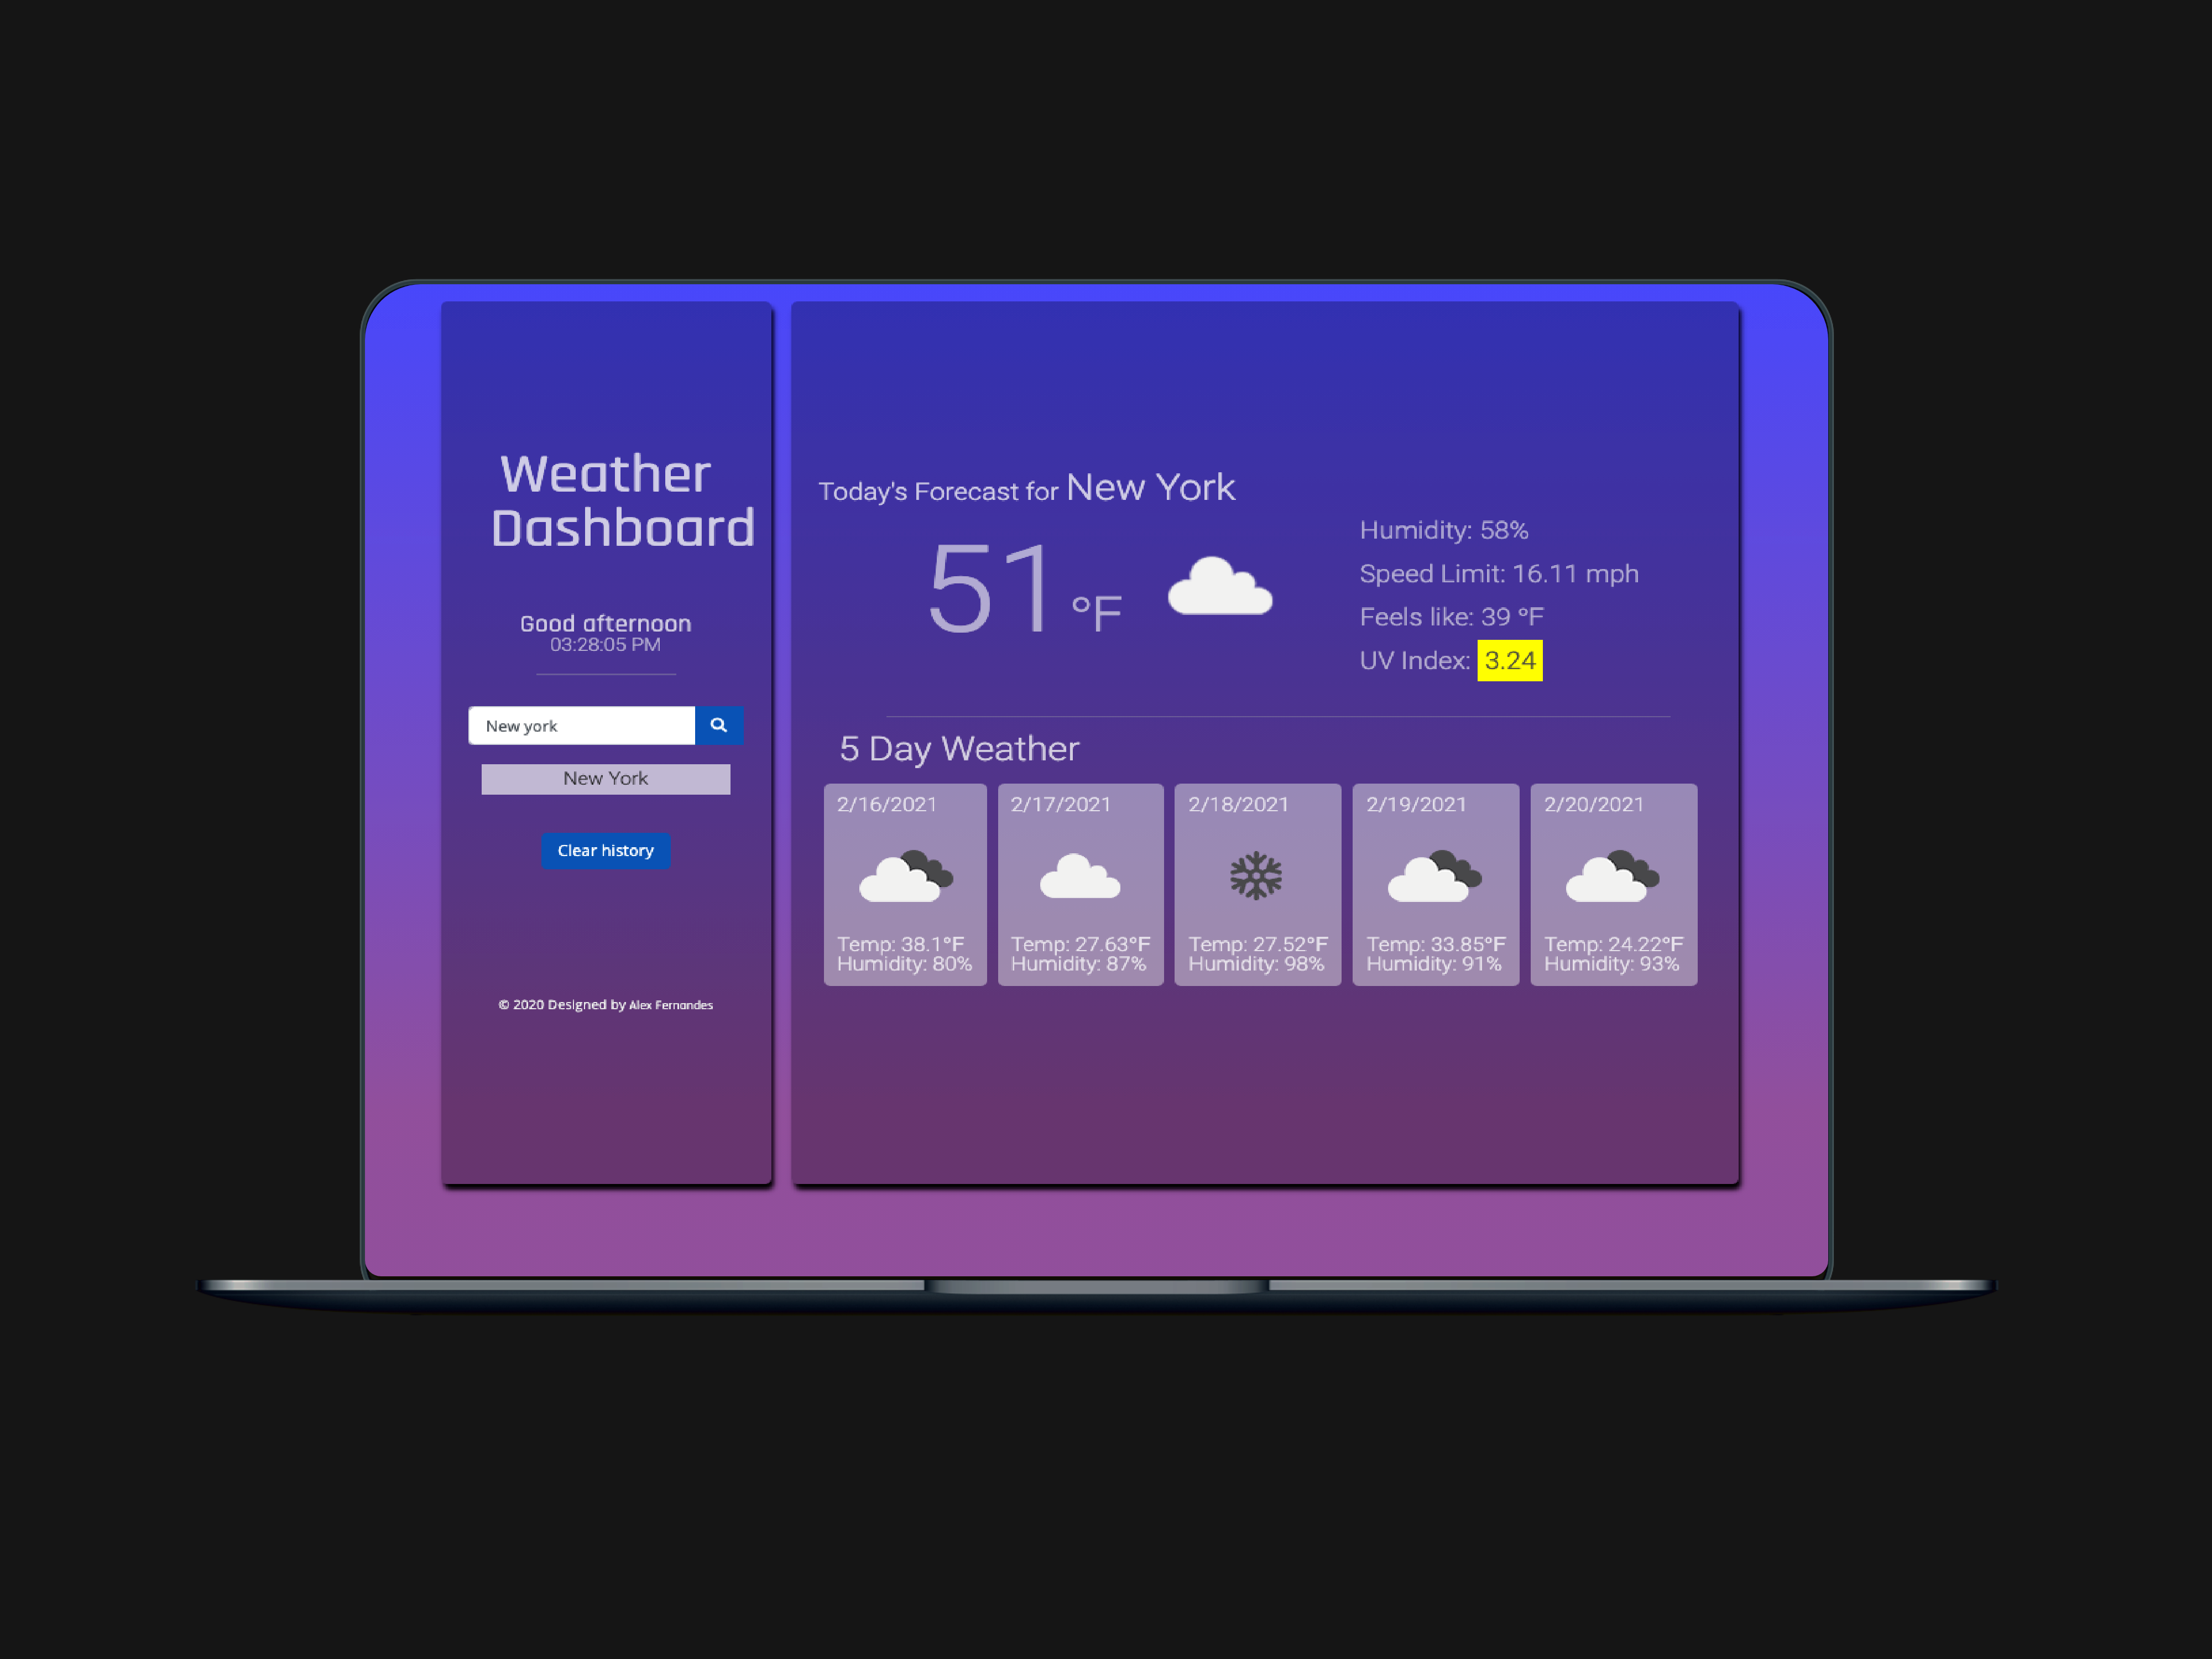 Weather
Dashboard
Good afternoon
03:28:05 PM
New york
New York
Clear history
© 2020 Designed by Alex Fernandes
Today's Forecast for New York
51 °F
Humidity: 58%
Speed Limit: 16.11 mph
Feels like: 39 °F
UV Index: 3.24
5 Day Weather
2/16/2021
Temp: 38.1°F
Humidity: 80%
2/17/2021
Temp: 27.63°F
Humidity: 87%
2/18/2021
Temp: 27.52°F
Humidity: 98%
2/19/2021
Temp: 33.85°F
Humidity: 91%
2/20/2021
Temp: 24.22°F
Humidity: 93%